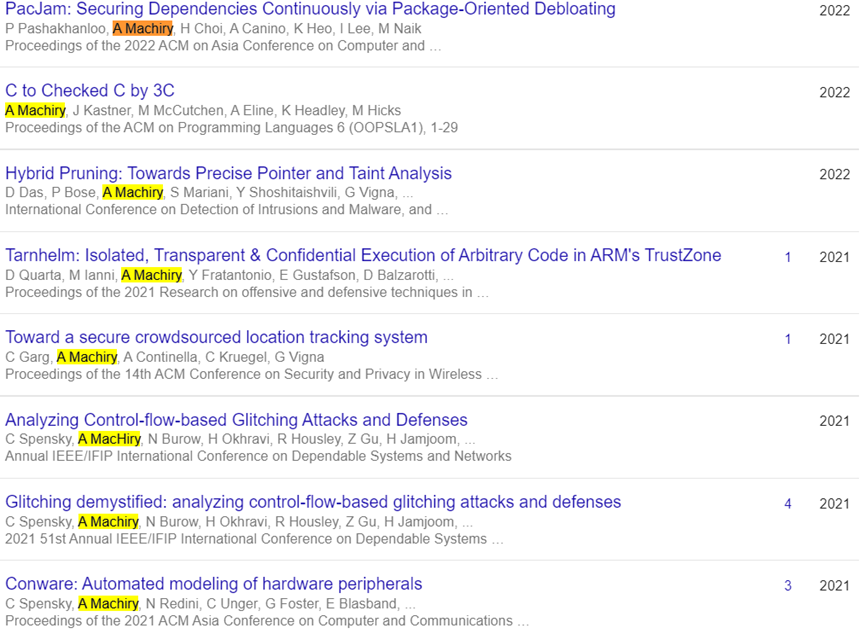 PacJam: Securing Dependencies Continuously via Package-Oriented Debloating 2022
P Pashakhanloo, A Machiry, H Choi, A Canino, K Heo, I Lee, M Naik
Proceedings of the 2022 ACM on Asia Conference on Computer and …
C to Checked C by 3C 2022
A Machiry, J Kastner, M McCutchen, A Eline, K Headley, M Hicks
Proceedings of the ACM on Programming Languages 6 (OOPSLA1), 1-29
Hybrid Pruning: Towards Precise Pointer and Taint Analysis 2022
D Das, P Bose, A Machiry, S Mariani, Y Shoshitaishvili, G Vigna, ...
International Conference on Detection of Intrusions and Malware, and …
Tarnhelm: Isolated, Transparent & Confidential Execution of Arbitrary Code in ARM's TrustZone 1 2021
D Quarta, M Ianni, A Machiry, Y Fratantonio, E Gustafson, D Balzarotti, ...
Proceedings of the 2021 Research on offensive and defensive techniques in …
Toward a secure crowdsourced location tracking system 1 2021
C Garg, A Machiry, A Continella, C Kruegel, G Vigna
Proceedings of the 14th ACM Conference on Security and Privacy in Wireless …
Analyzing Control-flow-based Glitching Attacks and Defenses 2021
C Spensky, A MacHiry, N Burow, H Okhravi, R Housley, Z Gu, H Jamjoom, ...
Annual IEEE/IFIP International Conference on Dependable Systems and Networks
Glitching demystified: analyzing control-flow-based glitching attacks and defenses 4 2021
C Spensky, A Machiry, N Burow, H Okhravi, R Housley, Z Gu, H Jamjoom, ...
2021 51st Annual IEEE/IFIP International Conference on Dependable Systems …
Conware: Automated modeling of hardware peripherals 3 2021
C Spensky, A Machiry, N Redini, C Unger, G Foster, E Blasband, ...
Proceedings of the 2021 ACM Asia Conference on Computer and Communications …